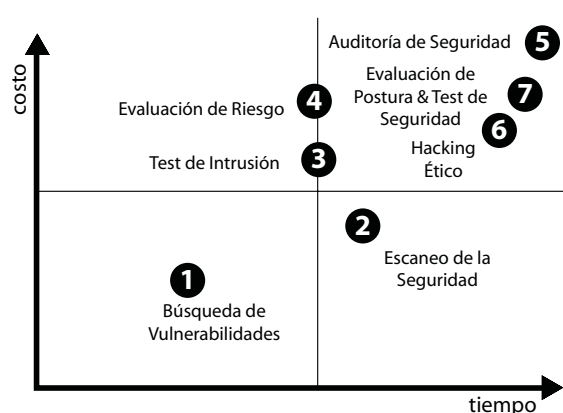 costo
Auditoría de Seguridad 5
Evaluación de
Postura & Test de
Seguridad
7
Evaluación de Riesgo 4
6
Hacking
Ético
Test de Intrusión 3
2
Escaneo de la
Seguridad
1
Búsqueda de
Vulnerabilidades
tiempo